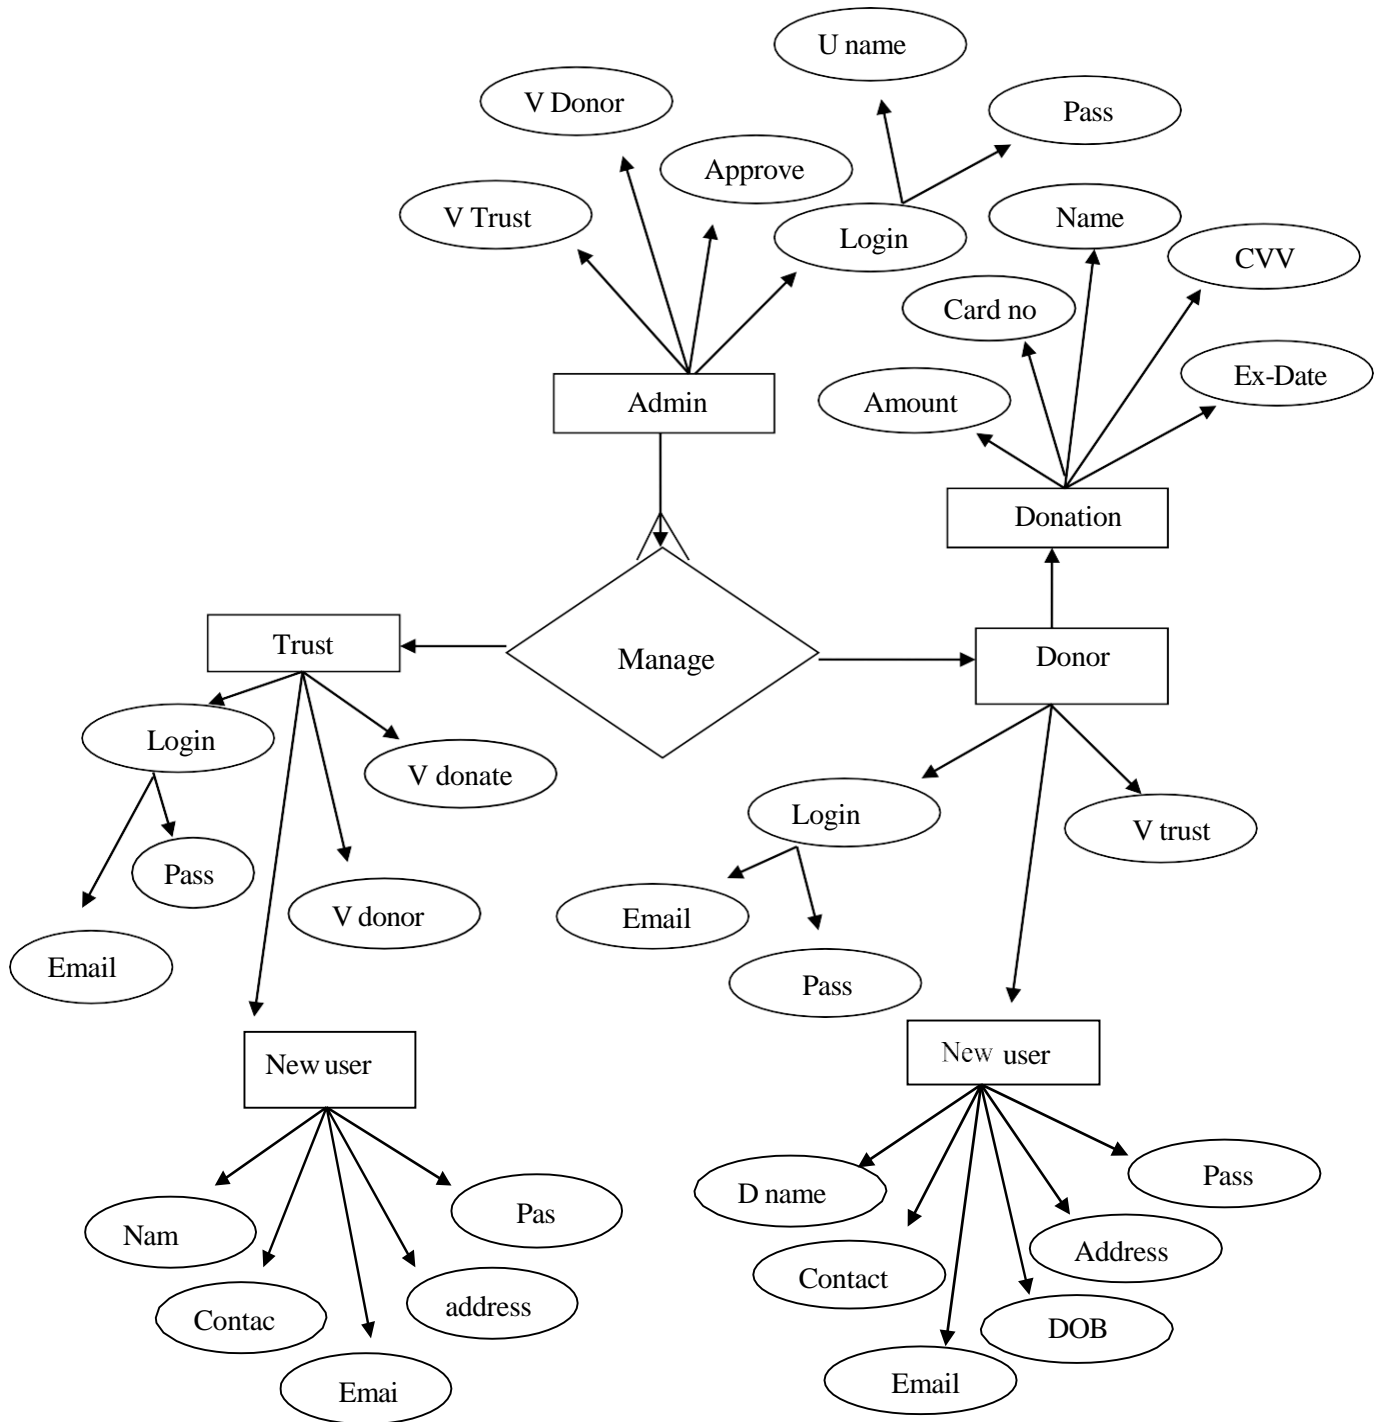 U name
V Donor
Pass
Approve
V Trust
Name
Login
CVV
Card no
Ex-Date
Admin
Amount
Donation
Trust
Manage
Donor
Login
V donate
Login
V trust
Pass
V donor
Email
Email
Pass
New user
New user
D name
Pass
Nam
Pas
Contact
Address
Contac
address
DOB
Emai
Email